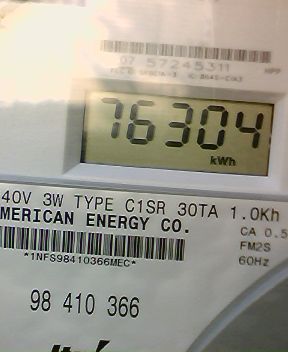 07 57245311
76304
kWh
40V 3W TYPE C1SR 30TA 1.0Kh
MERICAN ENERGY CO.
CA 0.5
FM2S
60Hz
*1NFS98410366MEC*
98 410 366